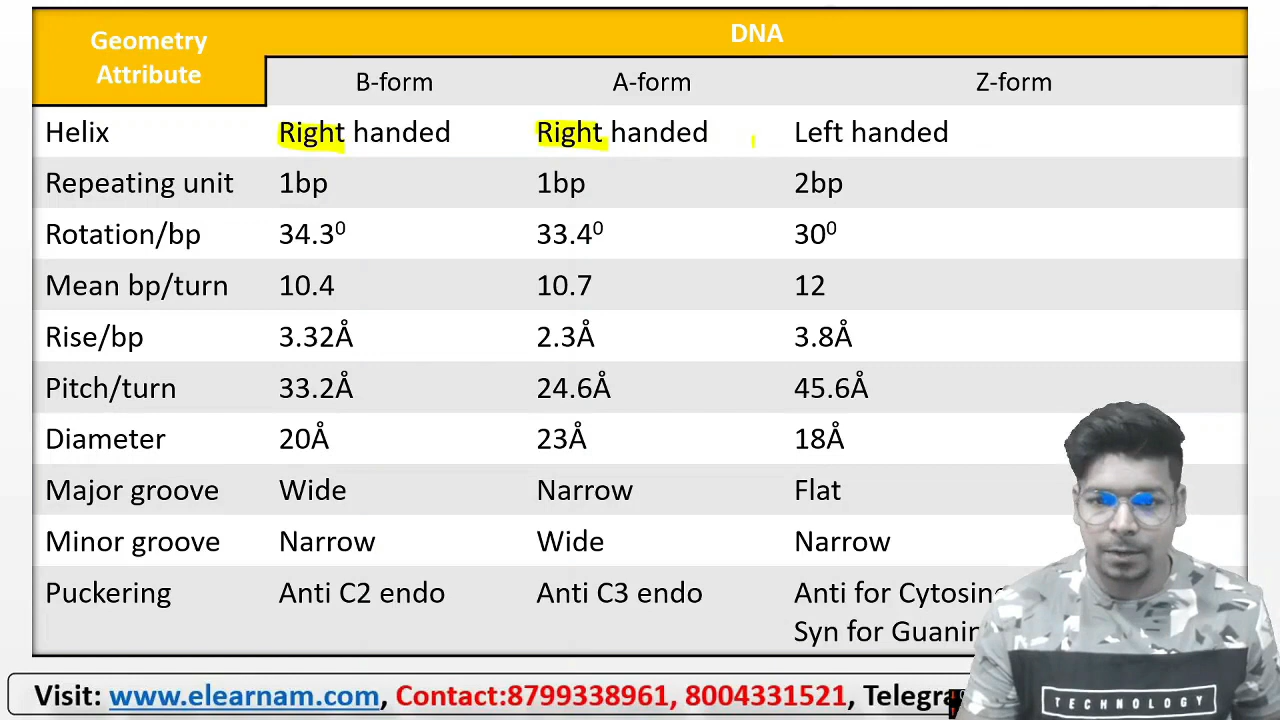 Geometry Attribute DNA
B-form A-form Z-form
Helix Right handed Right handed Left handed
Repeating unit 1bp 1bp 2bp
Rotation/bp 34.3⁰ 33.4⁰ 30⁰
Mean bp/turn 10.4 10.7 12
Rise/bp 3.32Å 2.3Å 3.8Å
Pitch/turn 33.2Å 24.6Å 45.6Å
Diameter 20Å 23Å 18Å
Major groove Wide Narrow Flat
Minor groove Narrow Wide Narrow
Puckering Anti C2 endo Anti C3 endo Anti for
Syn for
TECHNOLOGY
Visit: www.elearnam.com, Contact:8799338961, 8004331521,